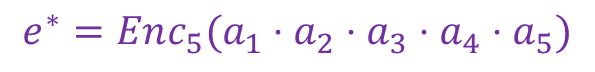 e* = Enc₅(a₁ · a₂ · a₃ · a₄ · a₅)